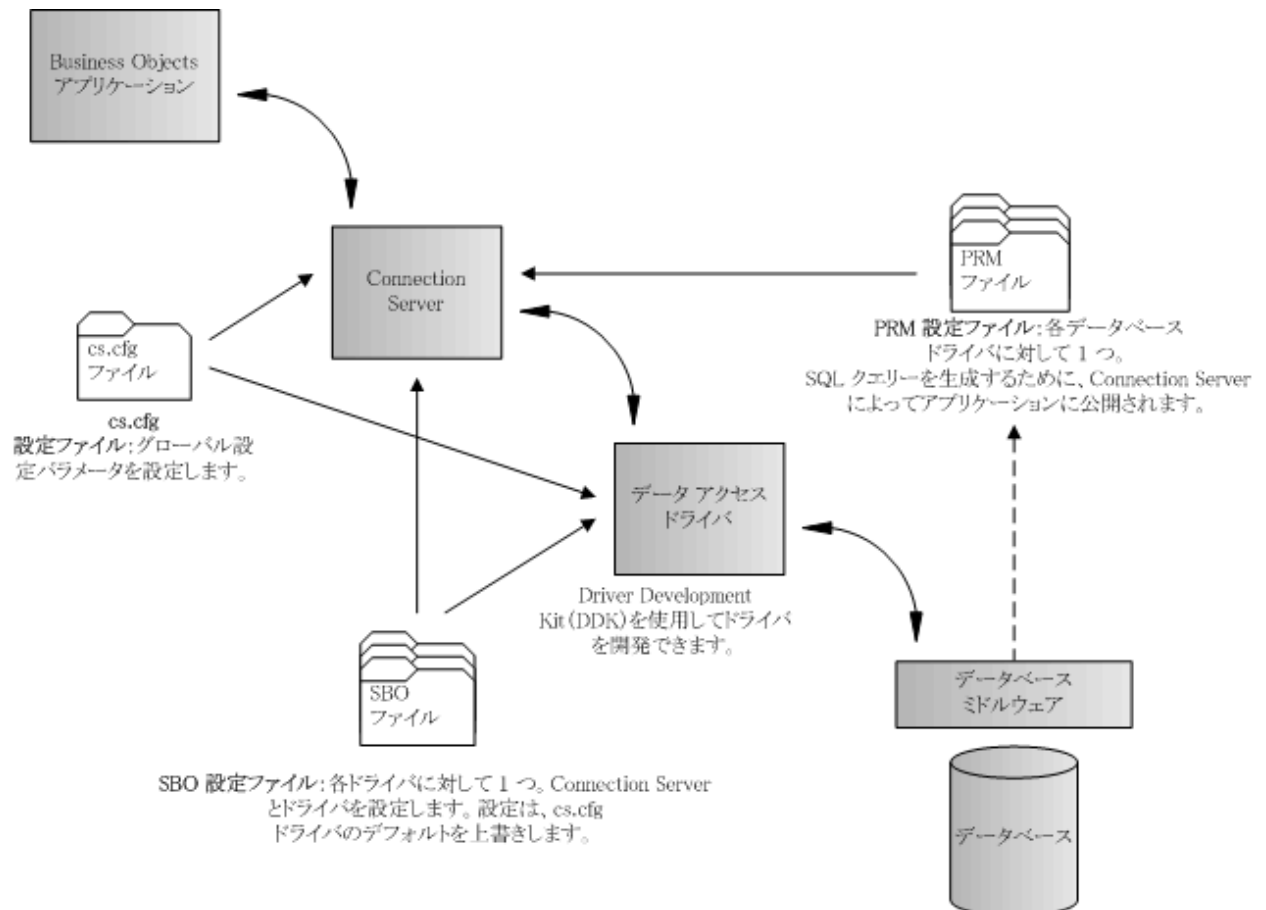 Business Objects
アプリケーション
Connection
Server
PRM
ファイル
PRM 設定ファイル:各データベース
ドライバに対して 1 つ。
SQL クエリーを生成するために、Connection Server
によってアプリケーションに公開されます。
cs.cfg
ファイル
cs.cfg
設定ファイル:グローバル設
定パラメータを設定します。
データ アクセス
ドライバ
Driver Development
Kit(DDK)を使用してドライバ
を開発できます。
SBO
ファイル
SBO 設定ファイル:各ドライバに対して 1 つ。Connection Server
とドライバを設定します。設定は、cs.cfg
ドライバのデフォルトを上書きします。
データベース
ミドルウェア
データベース